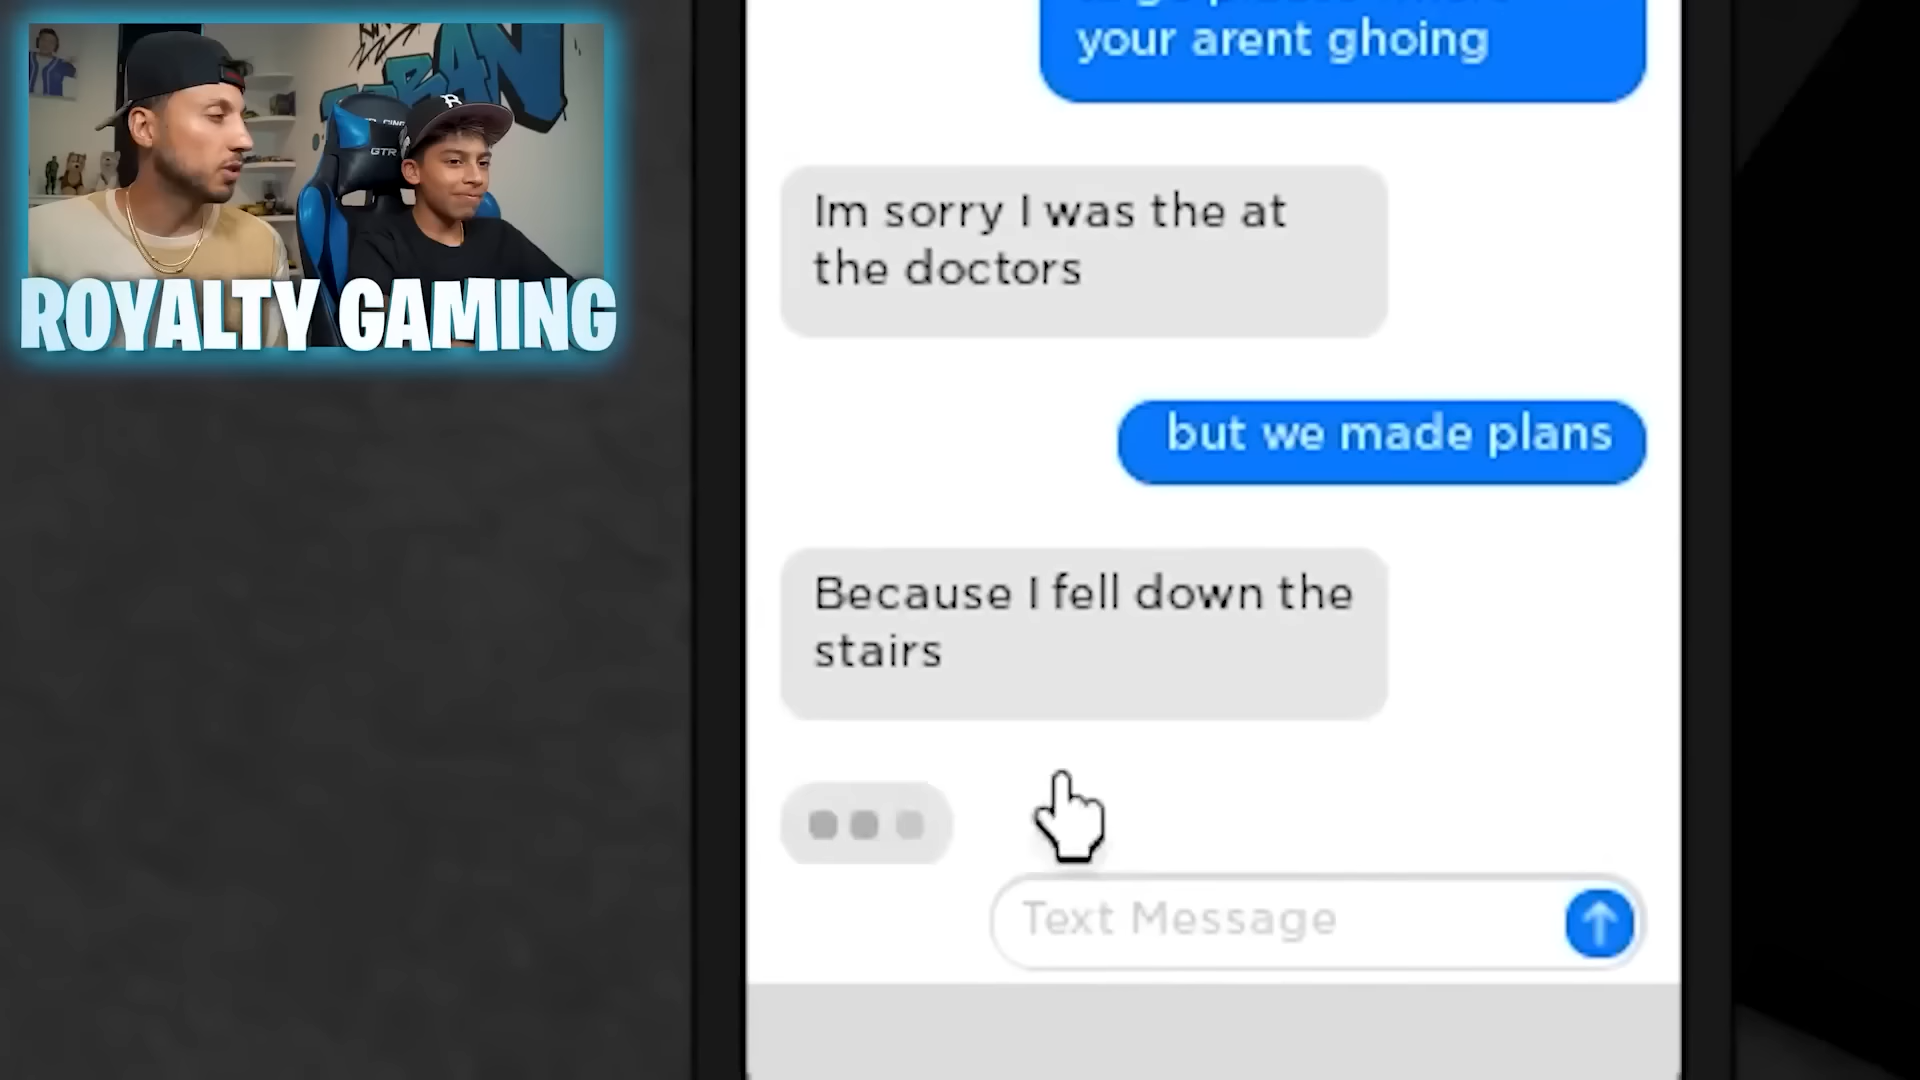 your arent ghoing
Im sorry I was the at
the doctors
but we made plans
Because I fell down the
stairs
Text Message
GTR
ROYALTY GAMING